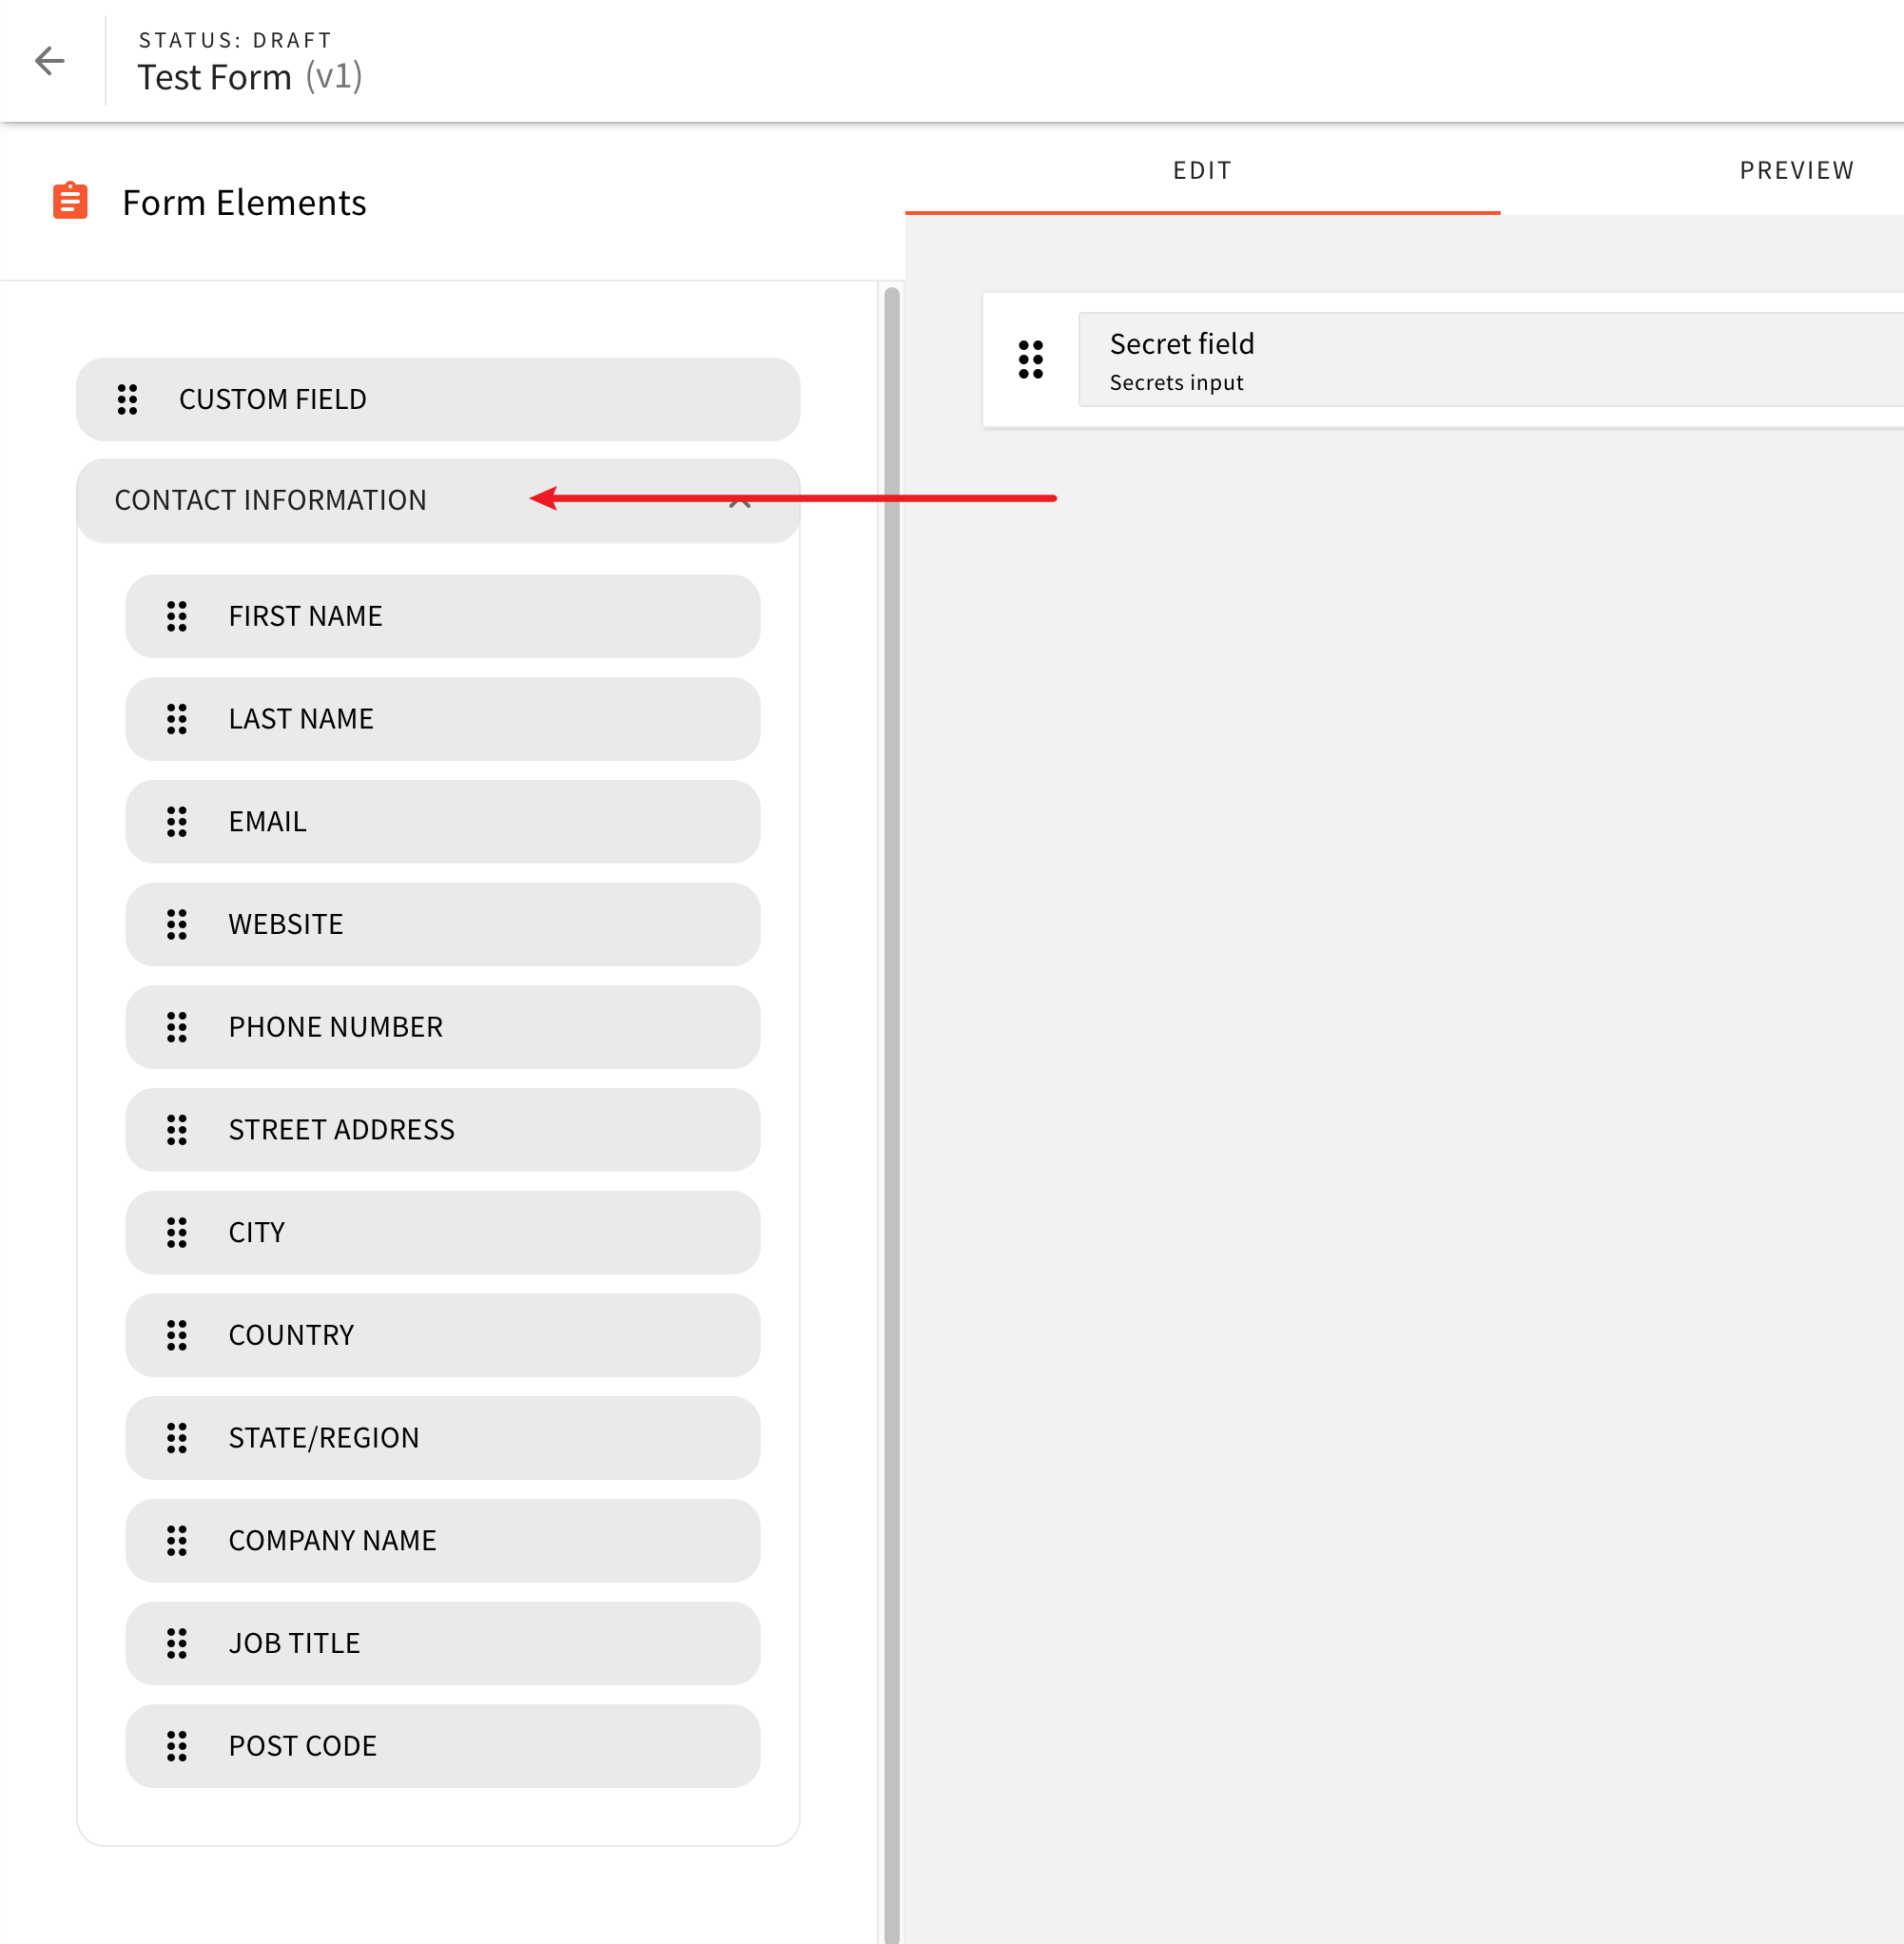 STATUS: DRAFT
Test Form (v1)
Form Elements
EDIT
PREVIEW
CUSTOM FIELD
CONTACT INFORMATION
FIRST NAME
LAST NAME
EMAIL
WEBSITE
PHONE NUMBER
STREET ADDRESS
CITY
COUNTRY
STATE/REGION
COMPANY NAME
JOB TITLE
POST CODE
Secret field
Secrets input